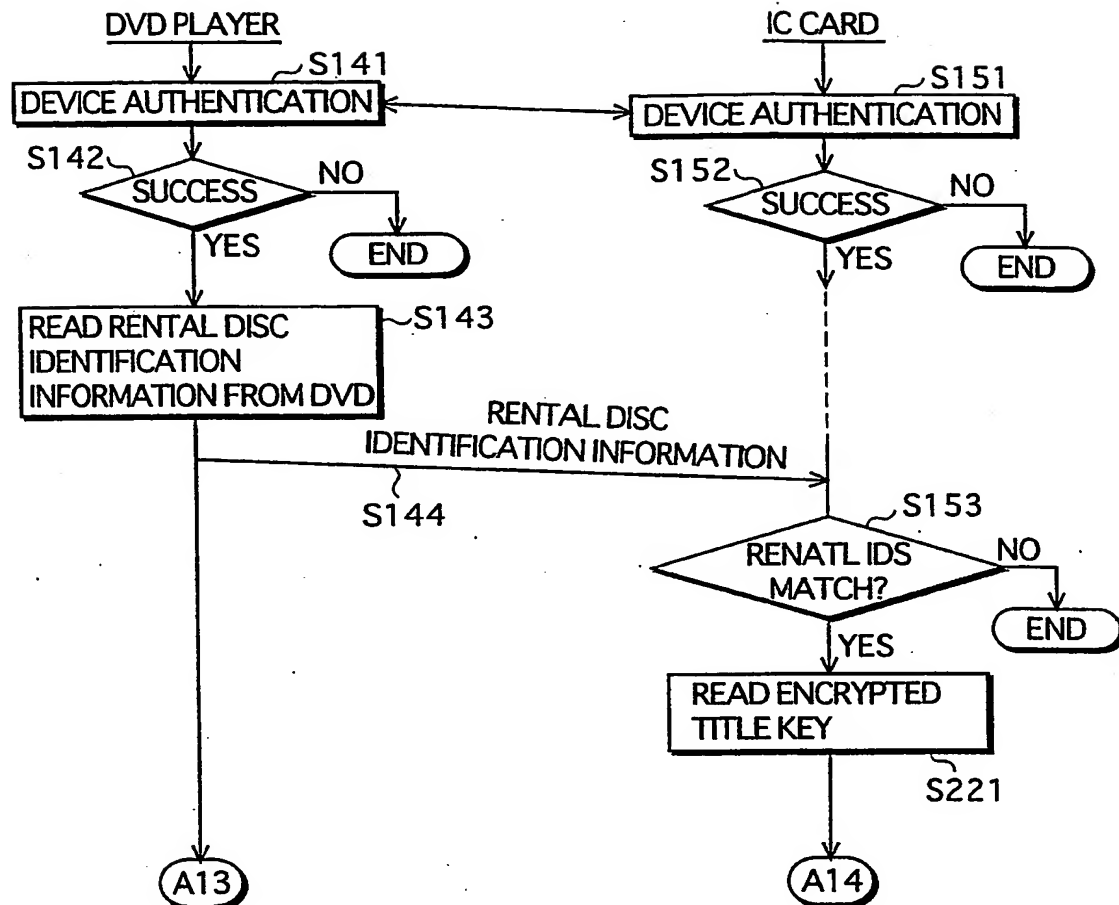 DVD PLAYER
IC CARD
S141
DEVICE AUTHENTICATION
S151
DEVICE AUTHENTICATION
S142
SUCCESS
NO
YES
END
S152
SUCCESS
NO
YES
END
S143
READ RENTAL DISC
IDENTIFICATION
INFORMATION FROM DVD
RENTAL DISC
IDENTIFICATION INFORMATION
S144
S153
RENATL IDS
MATCH?
NO
END
YES
READ ENCRYPTED
TITLE KEY
S221
A13
A14